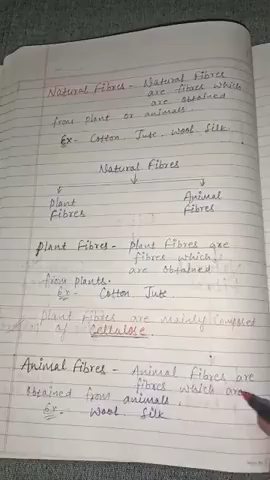 Natural Fibres - Natural Fibres
are fibres which
are obtained
from plant or animals.
Ex - Cotton Jute Wool Silk
Natural Fibres
Plant Fibres
Animal Fibres
Plant Fibres - Plant Fibres are
fibres which
are obtained
from plants.
Ex - Cotton Jute.
Plant Fibres are mainly
of Cellulose.
Animal Fibres - Animal Fibres are
fibres which are
obtained from animals.
Ex - Wool Silk